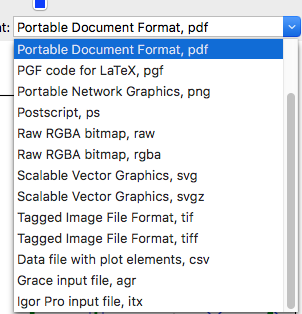 t: Portable Document Format, pdf
Portable Document Format, pdf
PGF code for LaTeX, pgf
Portable Network Graphics, png
Postscript, ps
Raw RGBA bitmap, raw
Raw RGBA bitmap, rgba
Scalable Vector Graphics, svg
Scalable Vector Graphics, svgz
Tagged Image File Format, tif
Tagged Image File Format, tiff
Data file with plot elements, csv
Grace input file, agr
Igor Pro input file, itx